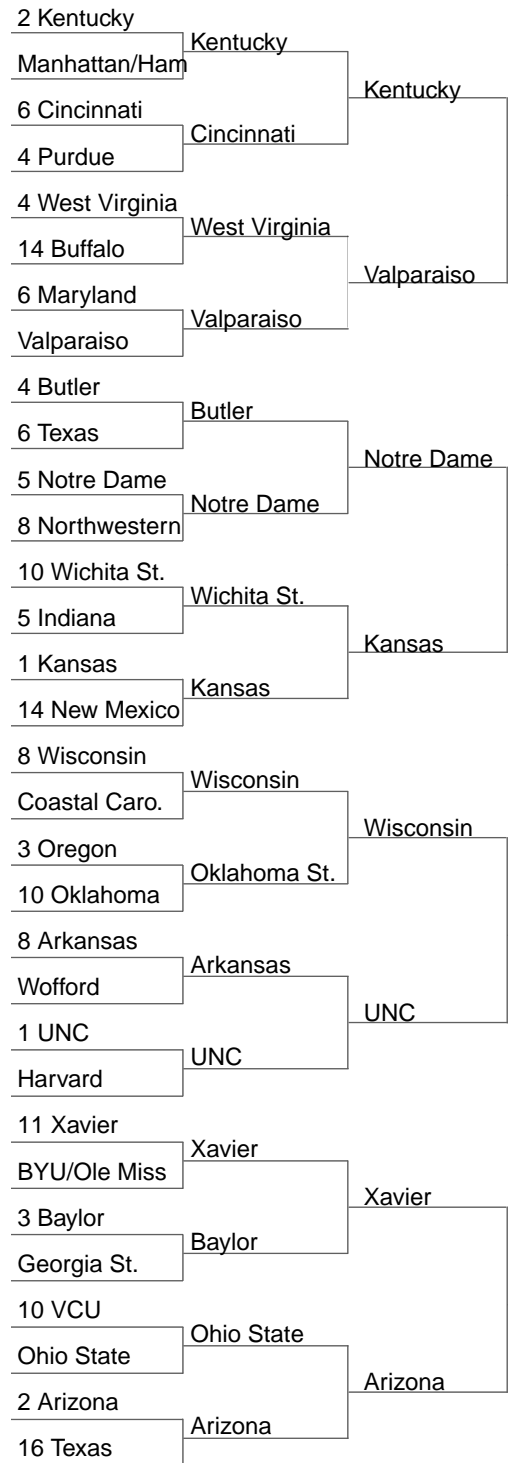 2 Kentucky
Manhattan/Ham
6 Cincinnati
4 Purdue
4 West Virginia
14 Buffalo
6 Maryland
Valparaiso
4 Butler
6 Texas
5 Notre Dame
8 Northwestern
10 Wichita St.
5 Indiana
1 Kansas
14 New Mexico
8 Wisconsin
Coastal Caro.
3 Oregon
10 Oklahoma
8 Arkansas
Wofford
1 UNC
Harvard
11 Xavier
BYU/Ole Miss
3 Baylor
Georgia St.
10 VCU
Ohio State
2 Arizona
16 Texas
Kentucky
Cincinnati
West Virginia
Valparaiso
Butler
Notre Dame
Wichita St.
Kansas
Wisconsin
Oklahoma St.
Arkansas
UNC
Xavier
Baylor
Ohio State
Arizona
Kentucky
Valparaiso
Notre Dame
Kansas
Wisconsin
UNC
Xavier
Arizona